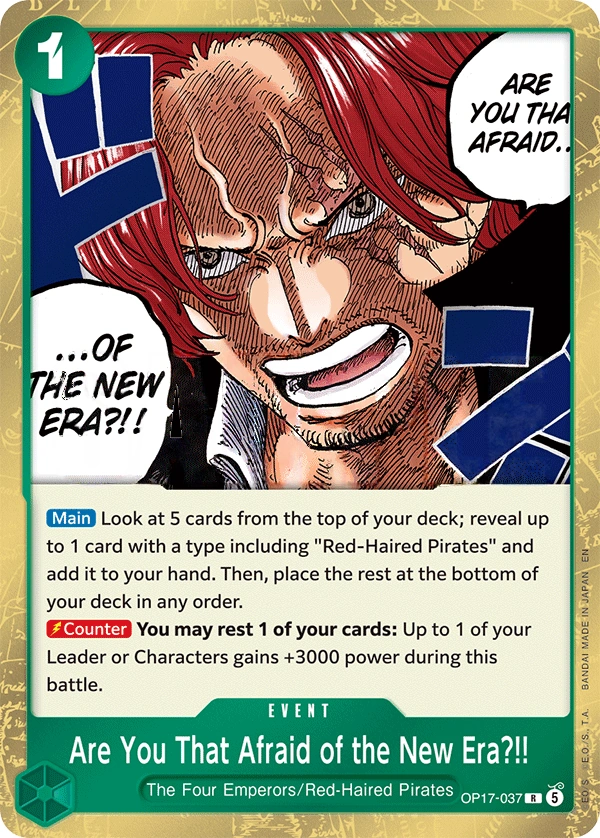 1
ARE
YOU THA
AFRAID..
...OF
THE NEW
ERA?!!
Main Look at 5 cards from the top of your deck; reveal up
to 1 card with a type including "Red-Haired Pirates" and
add it to your hand. Then, place the rest at the bottom of
your deck in any order.
Counter You may rest 1 of your cards: Up to 1 of your
Leader or Characters gains +3000 power during this
battle.
EVENT
Are You That Afraid of the New Era?!!
The Four Emperors/Red-Haired Pirates
OP17-037 R 5
E.O./S. T.A. BANDAI MADE IN JAPAN EN